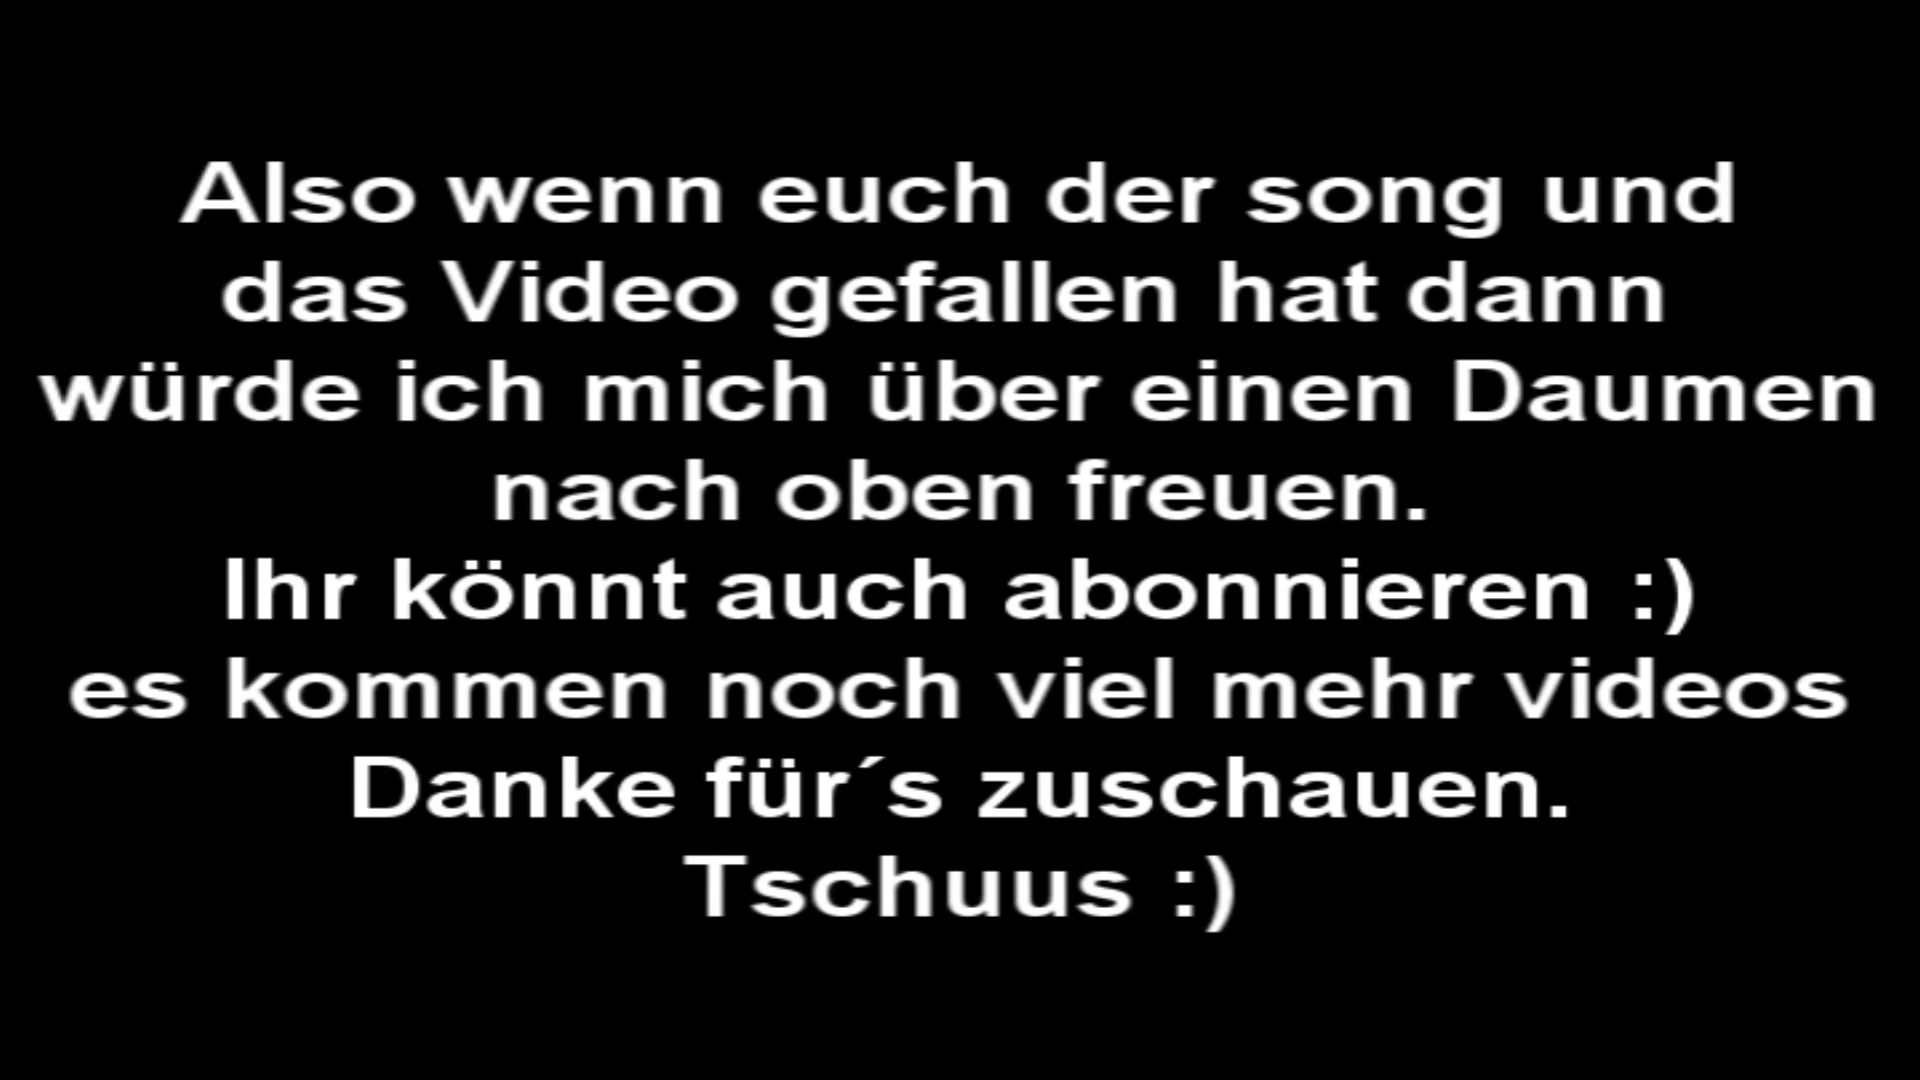 Also wenn euch der song und
das Video gefallen hat dann
würde ich mich über einen Daumen
nach oben freuen.
Ihr könnt auch abonnieren :)
es kommen noch viel mehr videos
Danke für´s zuschauen.
Tschuus :)